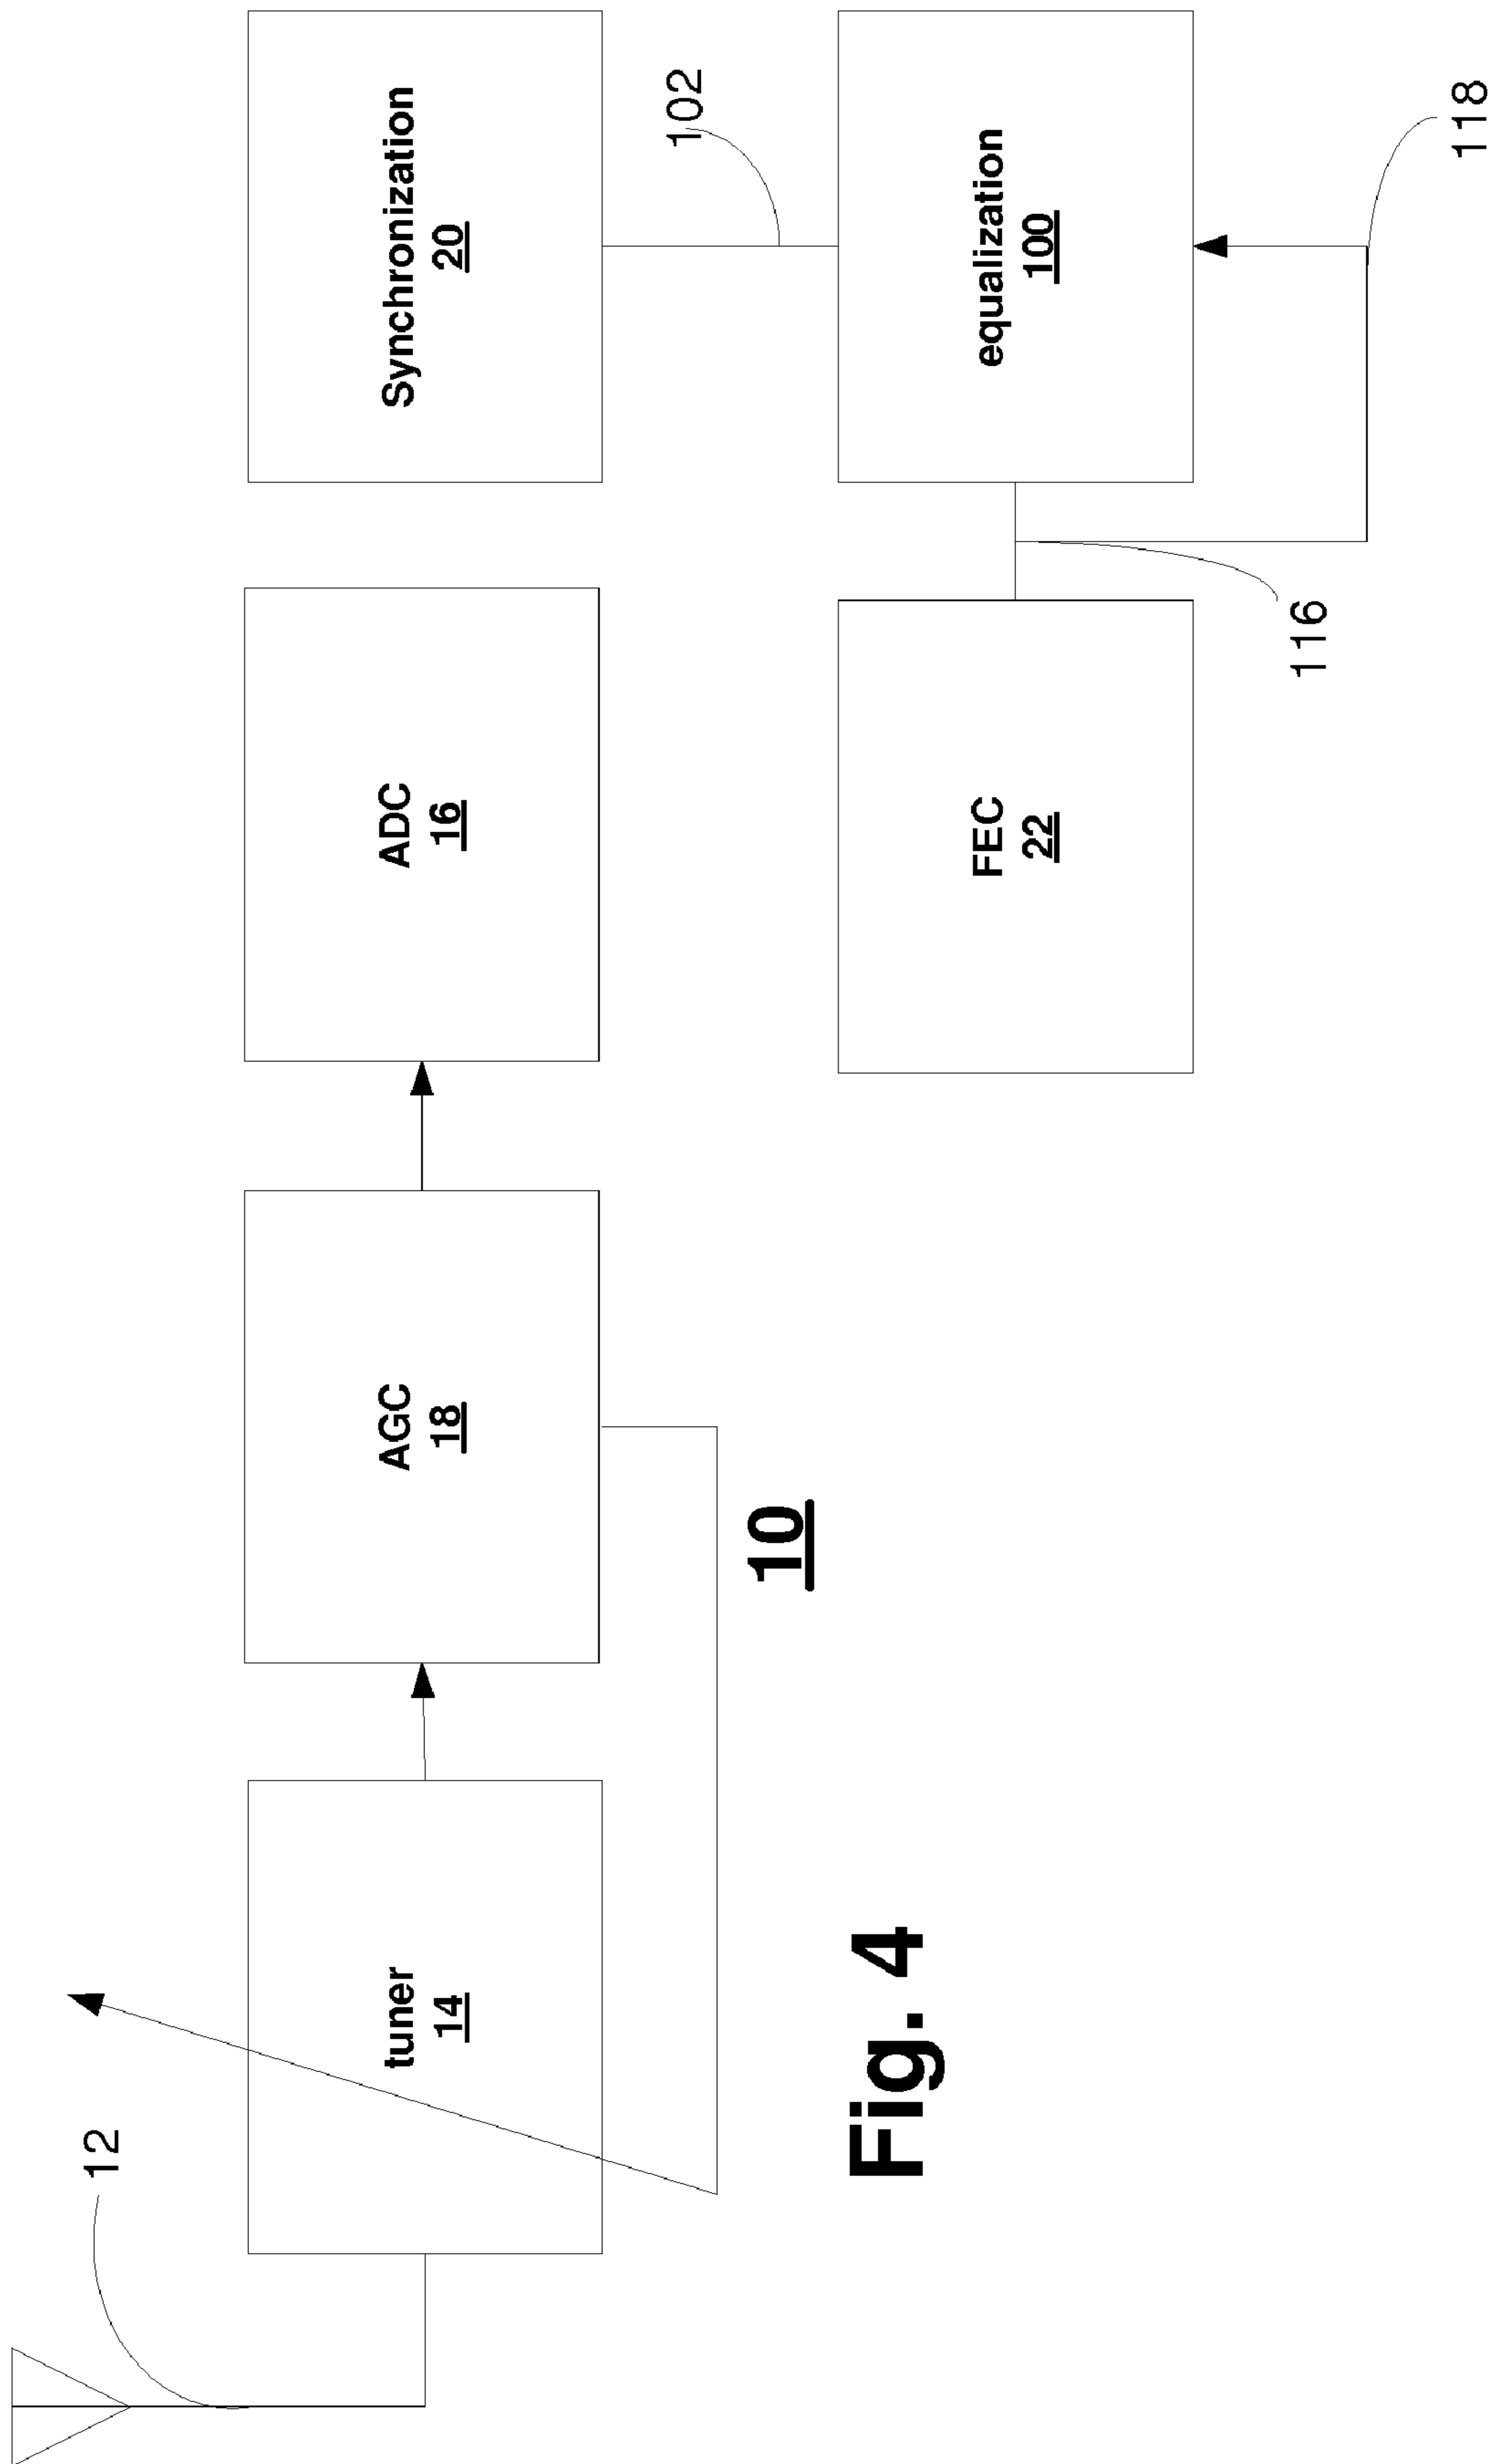 12
tuner
14
AGC
18
ADC
16
Synchronization
20
102
10
Fig. 4
FEC
22
equalization
100
116
118